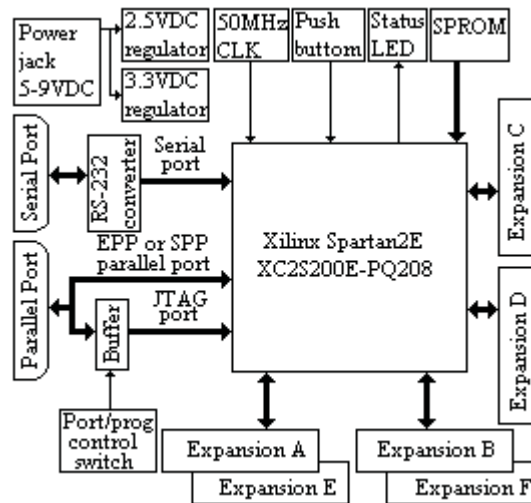 Power
jack
5-9VDC
2.5VDC
regulator
3.3VDC
regulator
50MHz
CLK
Push
buttom
Status
LED
SPROM
Serial Port
RS-232
converter
Serial
port
Expansion C
Xilinx Spartan2E
XC2S200E-PQ208
EPP or SPP
parallel port
Parallel Port
JTAG
port
Buffer
Expansion D
Port/prog
control
switch
Expansion A
Expansion E
Expansion B
Expansion F